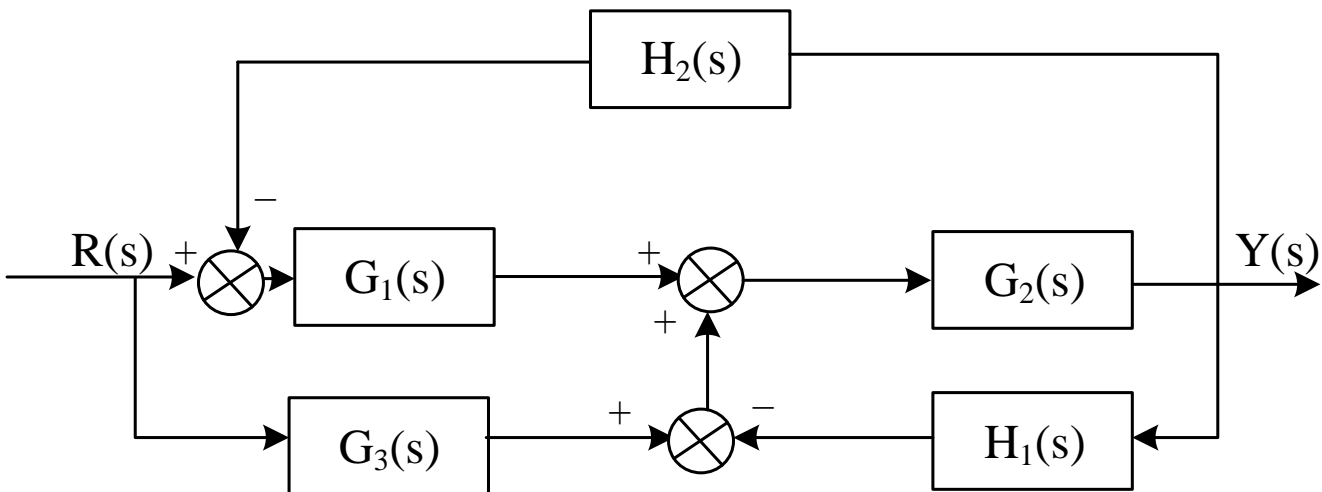 H₂(s)
−
R(s)
+
G₁(s)
+
G₂(s)
Y(s)
+
G₃(s)
+
−
H₁(s)